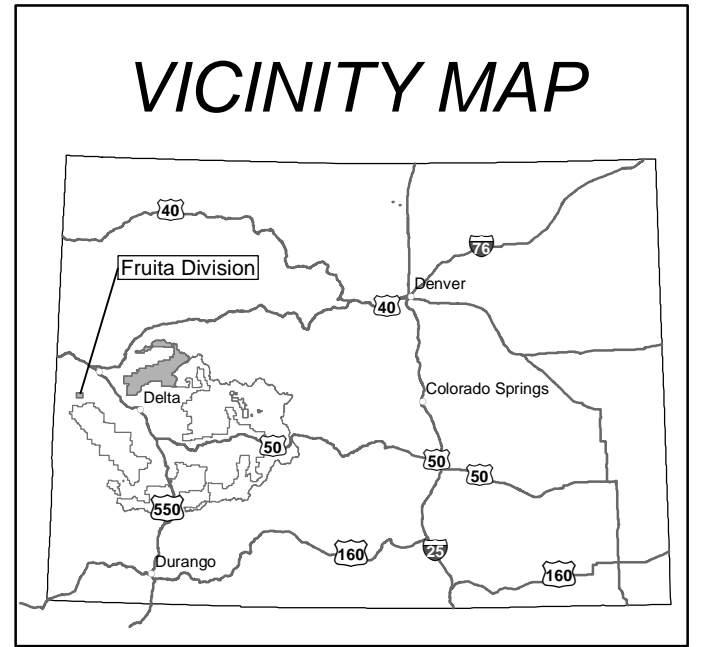 VICINITY MAP
40
76
Fruita Division
Denver
40
Delta
Colorado Springs
50
50
50
550
160
25
Durango
160